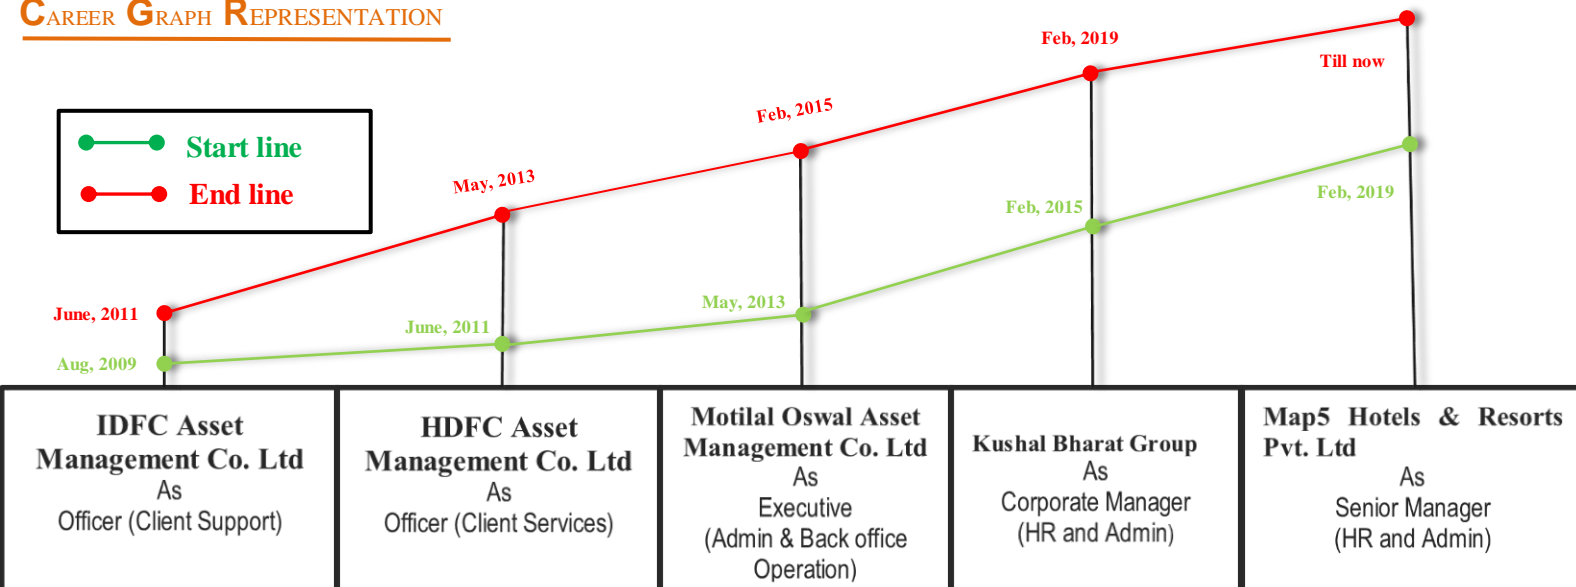 CAREER GRAPH REPRESENTATION
Start line
End line
June, 2011
Aug, 2009
May, 2013
June, 2011
Feb, 2015
May, 2013
Feb, 2019
Feb, 2015
Till now
Feb, 2019
IDFC Asset
Management Co. Ltd
As
Officer (Client Support)
HDFC Asset
Management Co. Ltd
As
Officer (Client Services)
Motilal Oswal Asset
Management Co. Ltd
As
Executive
(Admin & Back office
Operation)
Kushal Bharat Group
As
Corporate Manager
(HR and Admin)
Map5 Hotels & Resorts
Pvt. Ltd
As
Senior Manager
(HR and Admin)